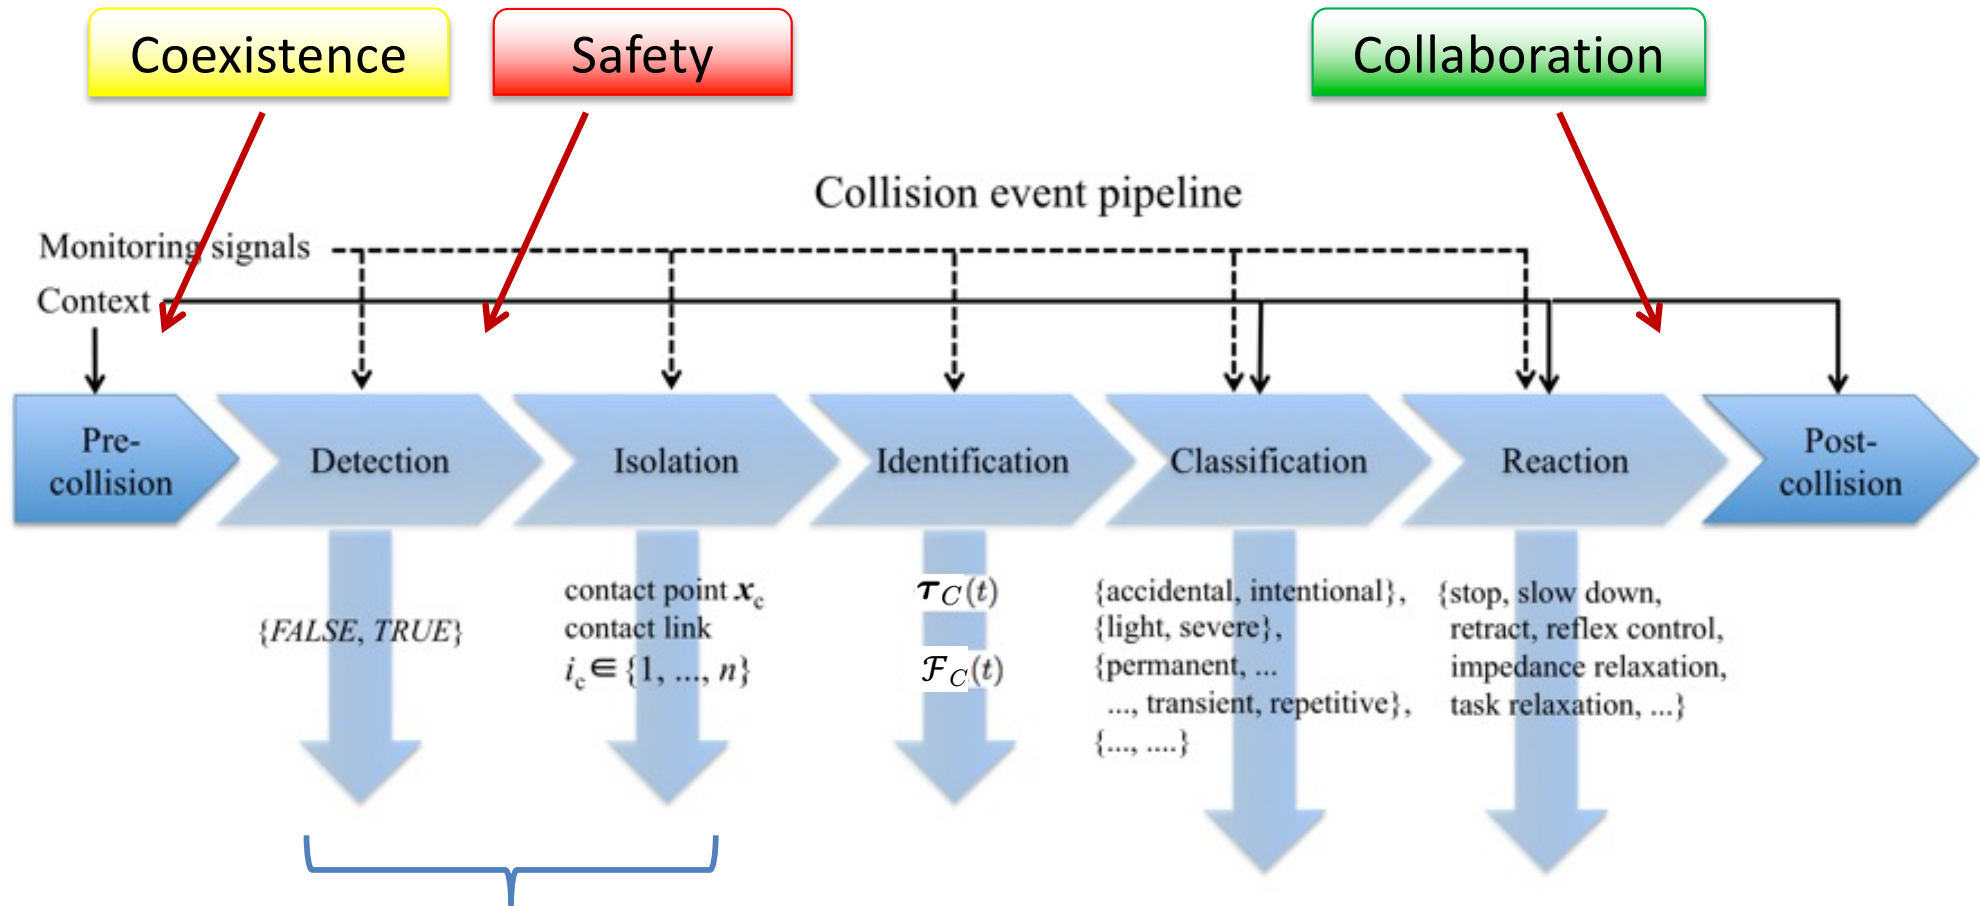 Coexistence
Safety
Collaboration
Collision event pipeline
Monitoring signals
Context
Pre-
collision
Detection
Isolation
Identification
Classification
Reaction
Post-
collision
{FALSE, TRUE}
contact point x_c
contact link
i_c ∈ {1, ..., n}
τ_C(t)
ℱ_C(t)
{accidental, intentional},
{light, severe},
{permanent, ...
..., transient, repetitive},
{..., ....}
{stop, slow down,
retract, reflex control,
impedance relaxation,
task relaxation, ...}